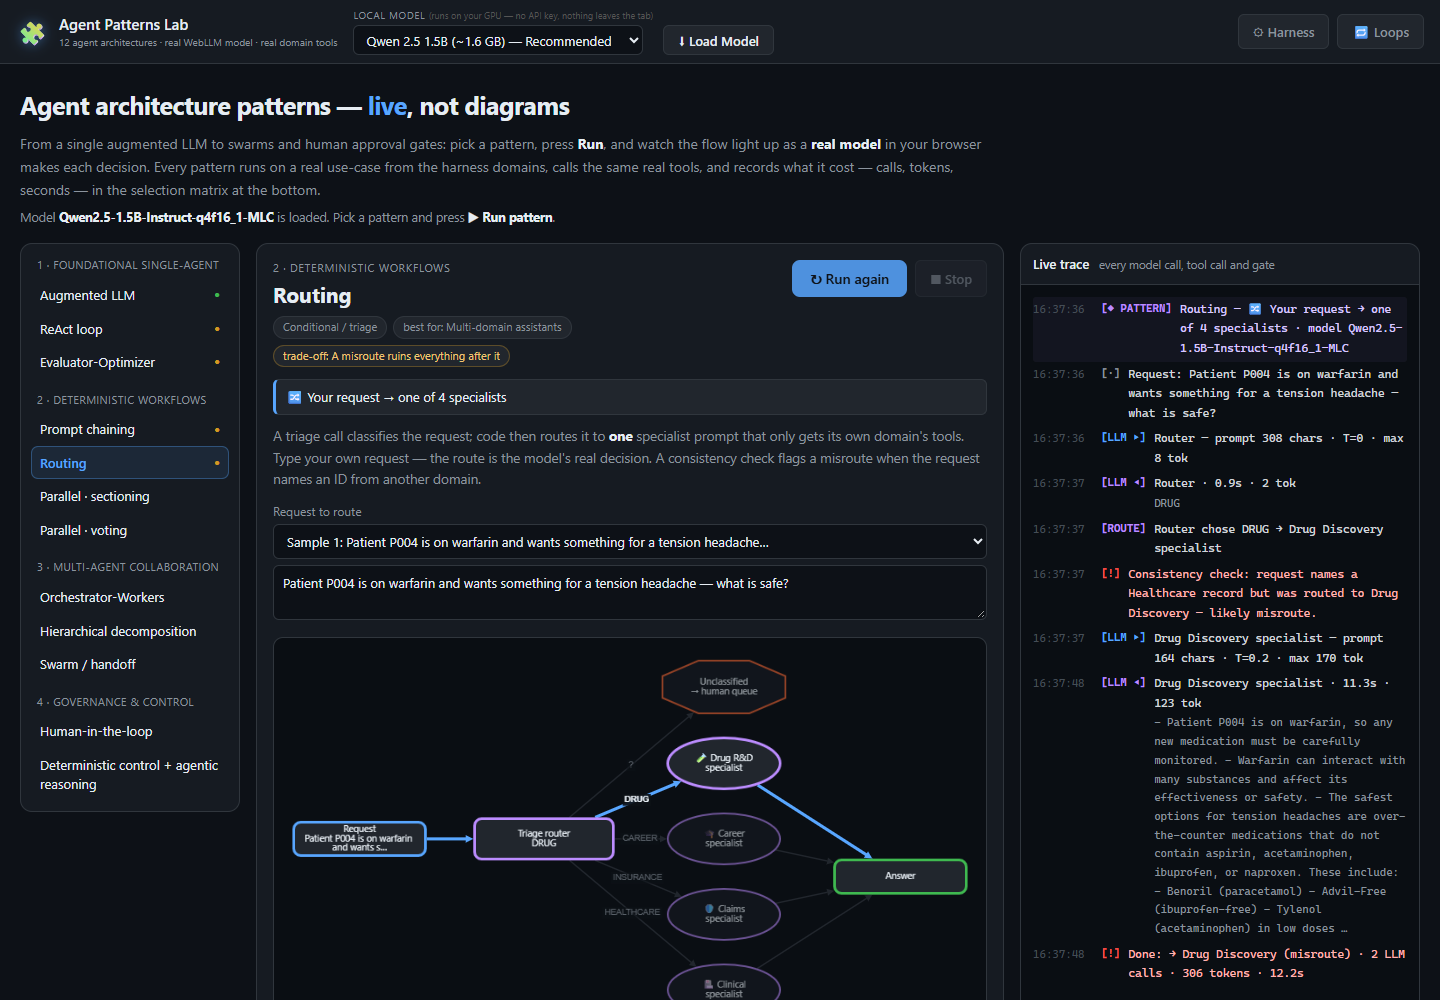 Agent Patterns Lab
12 agent architectures · real WebLLM model · real domain tools
LOCAL MODEL (runs on your GPU — no API key, nothing leaves the tab)
Qwen 2.5 1.5B (~1.6 GB) — Recommended
⬇ Load Model
⚙ Harness
🔁 Loops
Agent architecture patterns — live, not diagrams
From a single augmented LLM to swarms and human approval gates: pick a pattern, press Run, and watch the flow light up as a real model in your browser
makes each decision. Every pattern runs on a real use-case from the harness domains, calls the same real tools, and records what it cost — calls, tokens,
seconds — in the selection matrix at the bottom.
Model Qwen2.5-1.5B-Instruct-q4f16_1-MLC is loaded. Pick a pattern and press ▶ Run pattern.
1 · FOUNDATIONAL SINGLE-AGENT
Augmented LLM
ReAct loop
Evaluator-Optimizer
2 · DETERMINISTIC WORKFLOWS
Prompt chaining
Routing
Parallel · sectioning
Parallel · voting
3 · MULTI-AGENT COLLABORATION
Orchestrator-Workers
Hierarchical decomposition
Swarm / handoff
4 · GOVERNANCE & CONTROL
Human-in-the-loop
Deterministic control + agentic
reasoning
2 · DETERMINISTIC WORKFLOWS
Routing
↻ Run again
■ Stop
Conditional / triage
best for: Multi-domain assistants
trade-off: A misroute ruins everything after it
🔀 Your request → one of 4 specialists
A triage call classifies the request; code then routes it to one specialist prompt that only gets its own domain's tools.
Type your own request — the route is the model's real decision. A consistency check flags a misroute when the request
names an ID from another domain.
Request to route
Sample 1: Patient P004 is on warfarin and wants something for a tension headache...
Patient P004 is on warfarin and wants something for a tension headache — what is safe?
Unclassified
→ human queue
?
Drug R&D
specialist
DRUG
Request
Patient P004 is on warfarin
and wants s...
Triage router
DRUG
CAREER
Career
specialist
INSURANCE
Answer
HEALTHCARE
Claims
specialist
Clinical
specialist
Live trace every model call, tool call and gate
16:37:36 [◆ PATTERN] Routing — 🔀 Your request → one
of 4 specialists · model Qwen2.5-
1.5B-Instruct-q4f16_1-MLC
16:37:36 [·] Request: Patient P004 is on warfarin and
wants something for a tension headache —
what is safe?
16:37:36 [LLM ▸] Router — prompt 308 chars · T=0 · max
8 tok
16:37:37 [LLM ◂] Router · 0.9s · 2 tok
DRUG
16:37:37 [ROUTE] Router chose DRUG → Drug Discovery
specialist
16:37:37 [!] Consistency check: request names a
Healthcare record but was routed to Drug
Discovery — likely misroute.
16:37:37 [LLM ▸] Drug Discovery specialist — prompt
164 chars · T=0.2 · max 170 tok
16:37:48 [LLM ◂] Drug Discovery specialist · 11.3s ·
123 tok
– Patient P004 is on warfarin, so any
new medication must be carefully
monitored. – Warfarin can interact with
many substances and affect its
effectiveness or safety. – The safest
options for tension headaches are over-
the-counter medications that do not
contain aspirin, acetaminophen,
ibuprofen, or naproxen. These include:
– Benoril (paracetamol) – Advil-Free
(ibuprofen-free) – Tylenol
(acetaminophen) in low doses …
16:37:48 [!] Done: → Drug Discovery (misroute) · 2 LLM
calls · 306 tokens · 12.2s